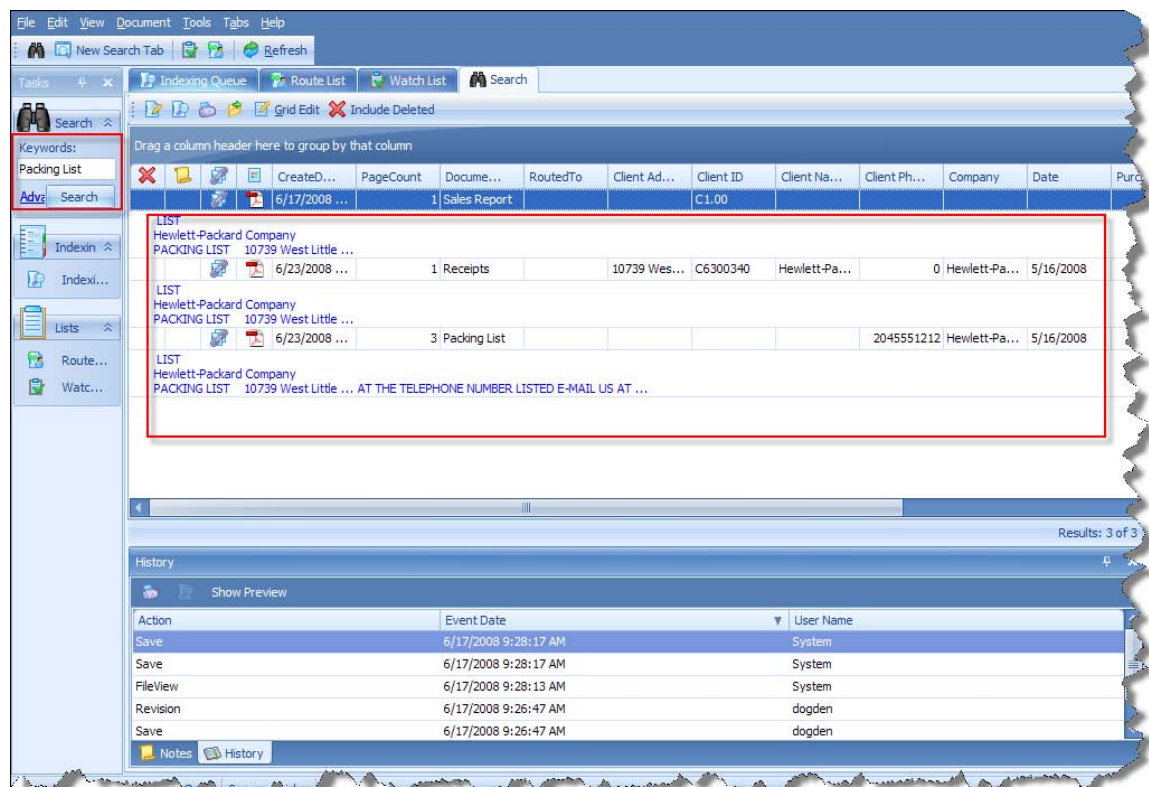 File Edit View Document Tools Tabs Help
New Search Tab Refresh
Tasks
Indexing Queue Route List Watch List Search
Search
Grid Edit Include Deleted
Keywords:
Packing List
Adva Search
Drag a column header here to group by that column
CreateD... PageCount Docume... RoutedTo Client Ad... Client ID Client Na... Client Ph... Company Date Purc
6/17/2008 ... 1 Sales Report C1.00
LIST
Hewlett-Packard Company
PACKING LIST 10739 West Little ...
6/23/2008 ... 1 Receipts 10739 Wes... C6300340 Hewlett-Pa... 0 Hewlett-Pa... 5/16/2008
LIST
Hewlett-Packard Company
PACKING LIST 10739 West Little ...
6/23/2008 ... 3 Packing List 2045551212 Hewlett-Pa... 5/16/2008
LIST
Hewlett-Packard Company
PACKING LIST 10739 West Little ... AT THE TELEPHONE NUMBER LISTED E-MAIL US AT ...
Indexin
Indexi...
Lists
Route...
Watc...
Results: 3 of 3
History
Show Preview
Action Event Date User Name
Save 6/17/2008 9:28:17 AM System
Save 6/17/2008 9:28:17 AM System
FileView 6/17/2008 9:28:13 AM System
Revision 6/17/2008 9:26:47 AM dogden
Save 6/17/2008 9:26:47 AM dogden
Notes History